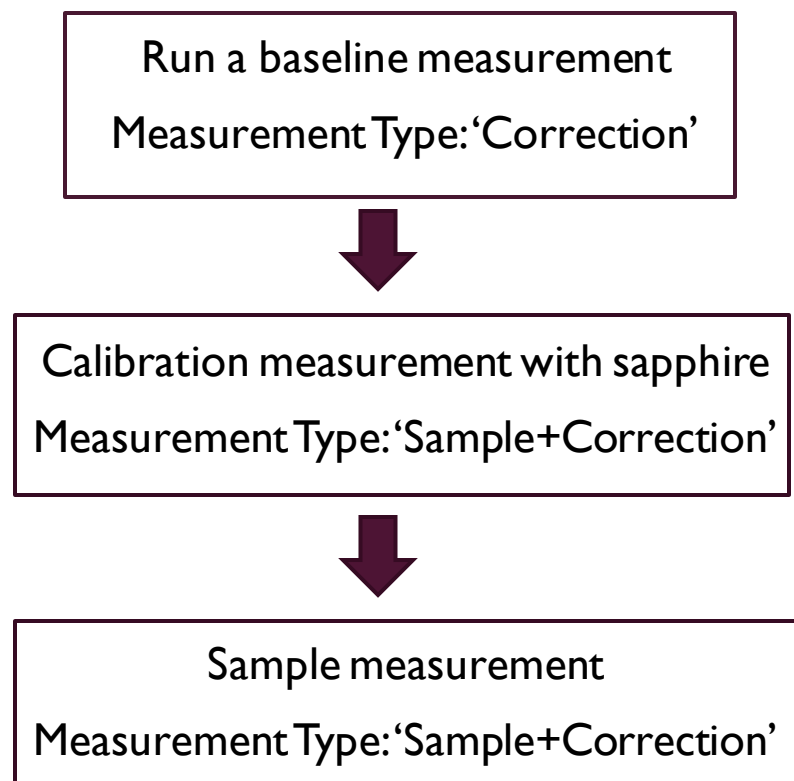 Run a baseline measurement
Measurement Type: ‘Correction’
Calibration measurement with sapphire
Measurement Type: ‘Sample+Correction’
Sample measurement
Measurement Type: ‘Sample+Correction’